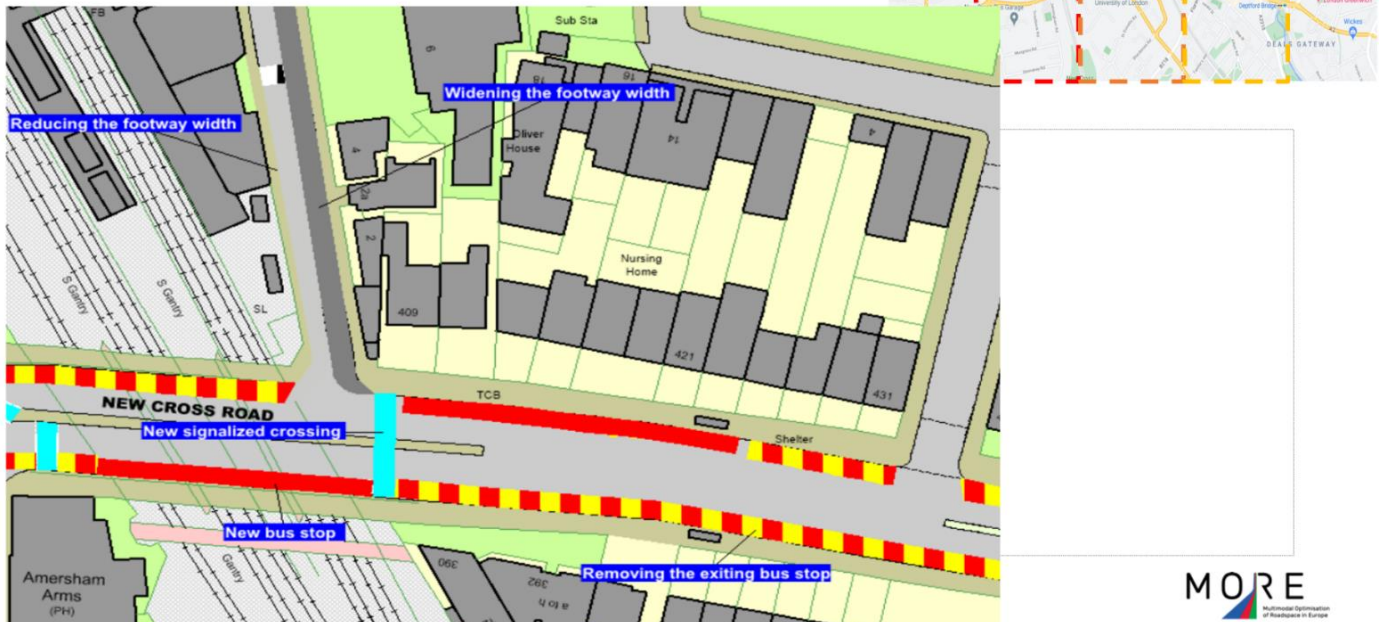 FB
Sub Sta
6
18
16
Widening the footway width
Reducing the footway width
4
Oliver
House
14
4
2a
2
Nursing
Home
S Gantry
S Gantry
SL
409
421
431
TCB
NEW CROSS ROAD
New signalized crossing
Shelter
New bus stop
Removing the exiting bus stop
Gantry
390
392
a to h
Amersham
Arms
(PH)
University of London
Deptford Bridge
Wickes
DEALS GATEWAY
MORE
Multimodal Optimisation
of Roadspace in Europe